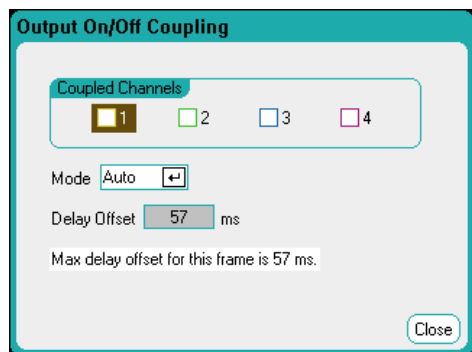 Output On/Off Coupling
Coupled Channels
1 2 3 4
Mode Auto
Delay Offset 57 ms
Max delay offset for this frame is 57 ms.
Close